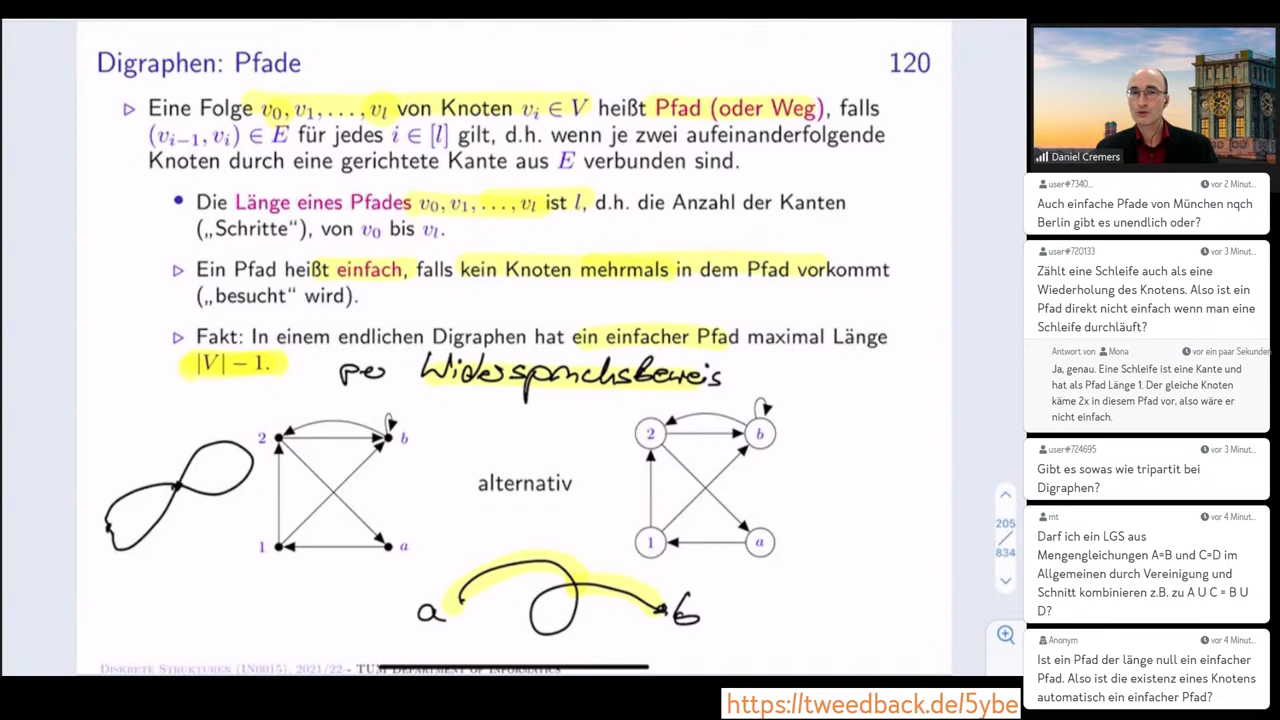 Digraphen: Pfade
120
▷ Eine Folge v₀, v₁, . . . , vₗ von Knoten vᵢ ∈ V heißt Pfad (oder Weg), falls
(vᵢ₋₁, vᵢ) ∈ E für jedes i ∈ [l] gilt, d.h. wenn je zwei aufeinanderfolgende
Knoten durch eine gerichtete Kante aus E verbunden sind.
• Die Länge eines Pfades v₀, v₁, . . . , vₗ ist l, d.h. die Anzahl der Kanten
(„Schritte“), von v₀ bis vₗ.
▷ Ein Pfad heißt einfach, falls kein Knoten mehrmals in dem Pfad vorkommt
(„besucht“ wird).
▷ Fakt: In einem endlichen Digraphen hat ein einfacher Pfad maximal Länge
|V| − 1.
per Widerspruchsbeweis
2 b
1 a
alternativ
2 b
1 a
a b
DISKRETE STRUKTUREN (IN0015), 2021/22 - TUM DEPARTMENT OF INFORMATICS
205
/
834
Daniel Cremers
user#7340... vor 2 Minut...
Auch einfache Pfade von München nqch
Berlin gibt es unendlich oder?
user#720133 vor 3 Minut...
Zählt eine Schleife auch als eine
Wiederholung des Knotens. Also ist ein
Pfad direkt nicht einfach wenn man eine
Schleife durchläuft?
Antwort von Mona vor ein paar Sekunden
Ja, genau. Eine Schleife ist eine Kante und
hat als Pfad Länge 1. Der gleiche Knoten
käme 2x in diesem Pfad vor, also wäre er
nicht einfach.
user#724695 vor 3 Minut...
Gibt es sowas wie tripartit bei
Digraphen?
mt vor 4 Minut...
Darf ich ein LGS aus
Mengengleichungen A=B und C=D im
Allgemeinen durch Vereinigung und
Schnitt kombinieren z.B. zu A U C = B U
D?
Anonym vor 4 Minut...
Ist ein Pfad der länge null ein einfacher
Pfad. Also ist die existenz eines Knotens
automatisch ein einfacher Pfad?
https://tweedback.de/5ybe